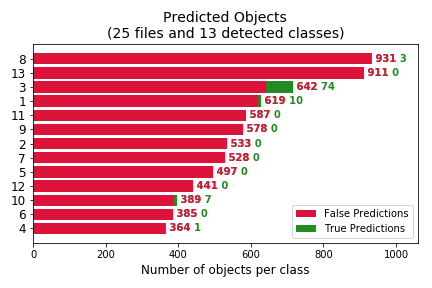 Predicted Objects
(25 files and 13 detected classes)
8 931 3
13 911 0
3 642 74
1 619 10
11 587 0
9 578 0
2 533 0
7 528 0
5 497 0
12 441 0
10 389 7
6 385 0
4 364 1
False Predictions
True Predictions
0 200 400 600 800 1000
Number of objects per class